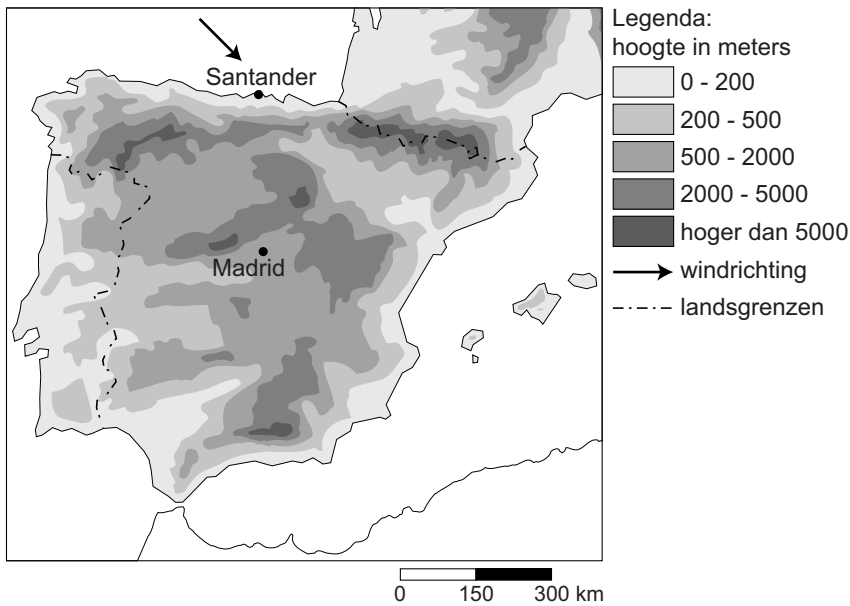 Santander
Madrid
Legenda:
hoogte in meters
0 - 200
200 - 500
500 - 2000
2000 - 5000
hoger dan 5000
windrichting
landsgrenzen
0 150 300 km